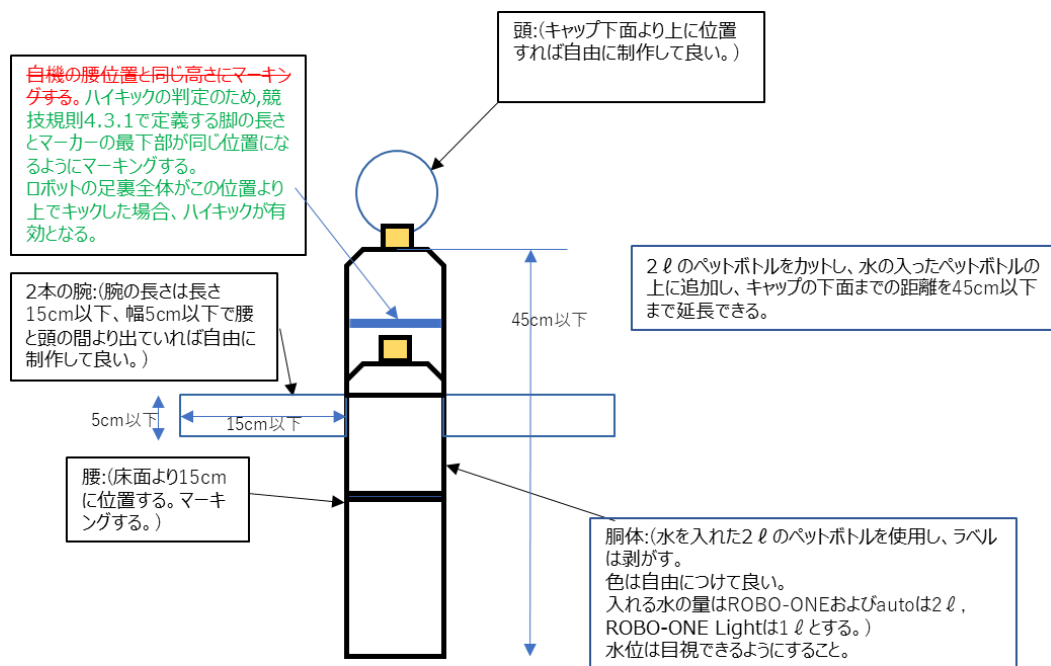 頭:(キャップ下面より上に位置
すれば自由に制作して良い。)
自機の腰位置と同じ高さにマーキン
グする。ハイキックの判定のため,競
技規則4.3.1で定義する脚の長さ
とマーカーの最下部が同じ位置にな
るようにマーキングする。
ロボットの足裏全体がこの位置より
上でキックした場合、ハイキックが有
効となる。
2ℓのペットボトルをカットし、水の入ったペットボトルの
上に追加し、キャップの下面までの距離を45cm以下
まで延長できる。
2本の腕:(腕の長さは長さ
15cm以下、幅5cm以下で腰
と頭の間より出ていれば自由に
制作して良い。)
45cm以下
5cm以下
15cm以下
腰:(床面より15cm
に位置する。マーキ
ングする。)
胴体:(水を入れた2ℓのペットボトルを使用し、ラベル
は剥がす。
色は自由につけて良い。
入れる水の量はROBO-ONEおよびautoは2ℓ,
ROBO-ONE Lightは1ℓとする。)
水位は目視できるようにすること。